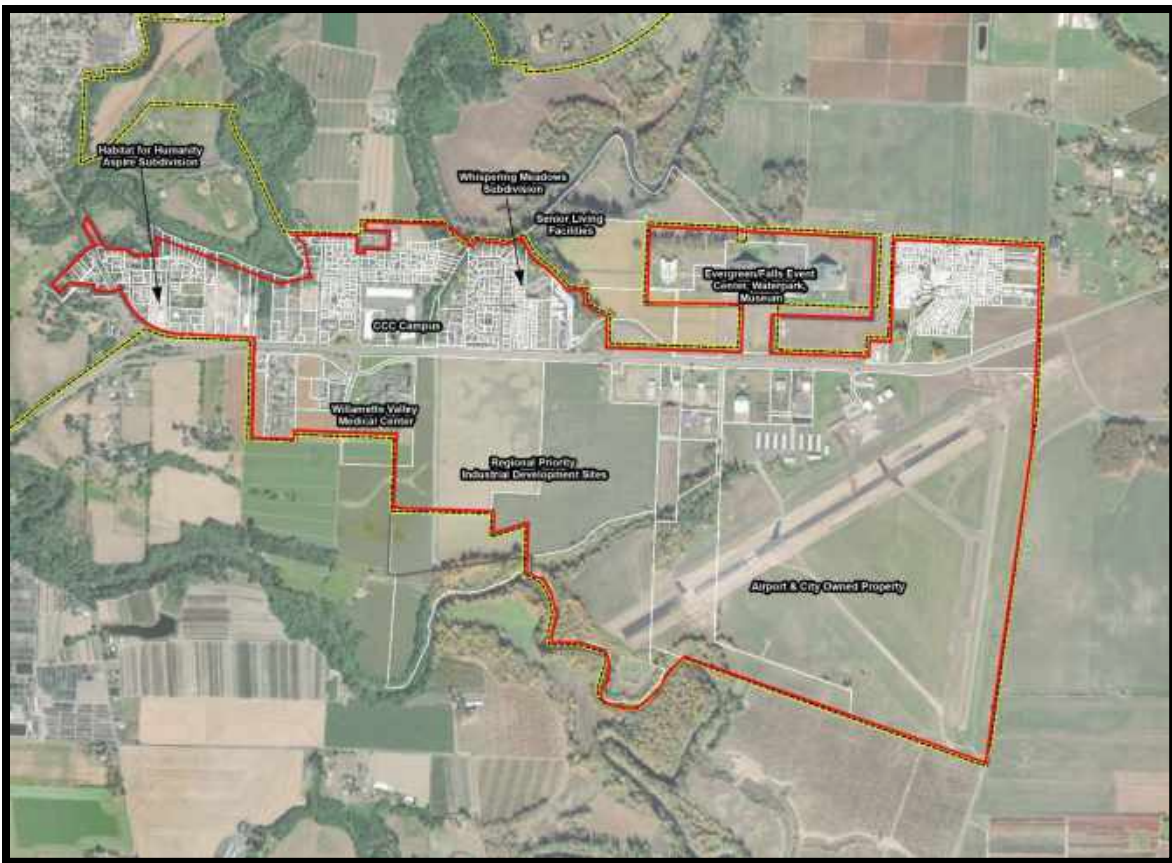 Habitat for Humanity
Aspire Subdivision
Whispering Meadows
Subdivision
Senior Living
Facilities
Evergreen/Falls Event
Center, Waterpark,
Museum
CCC Campus
Willamette Valley
Medical Center
Regional Priority
Industrial Development Sites
Airport & City Owned Property